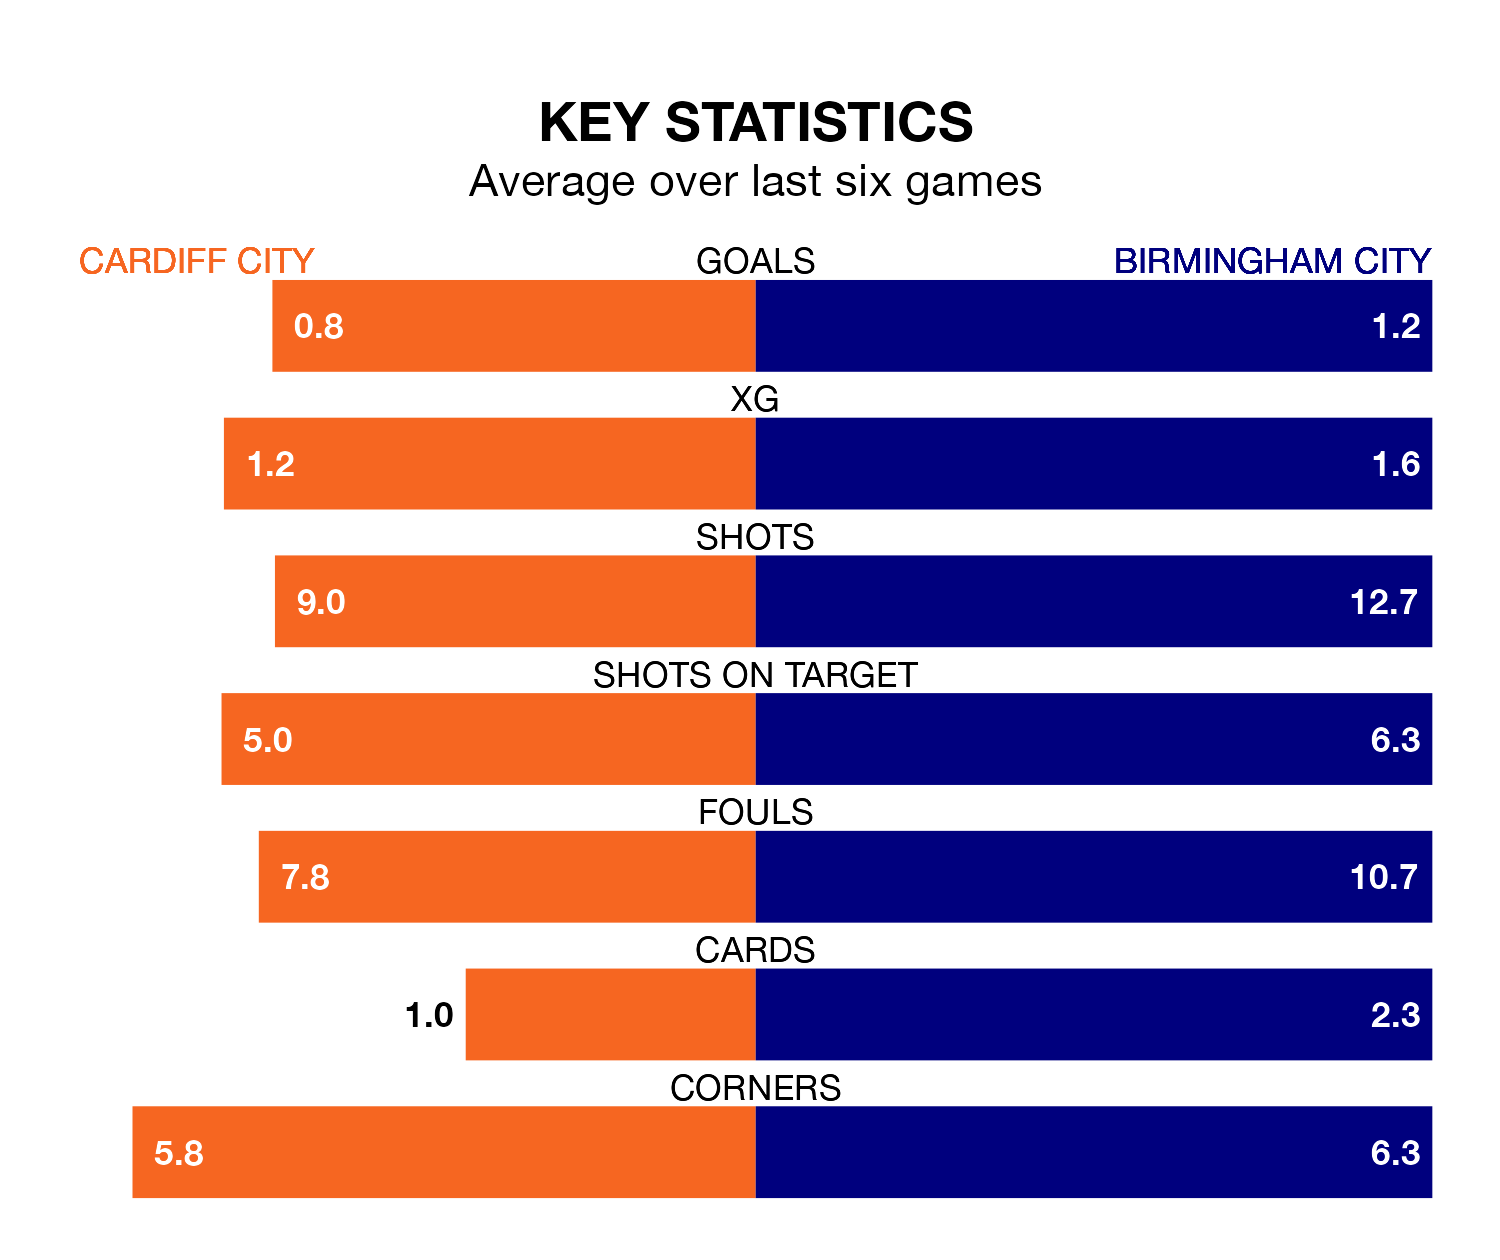 KEY STATISTICS
Average over last six games
CARDIFF CITY GOALS BIRMINGHAM CITY
0.8 1.2
XG
1.2 1.6
SHOTS
9.0 12.7
SHOTS ON TARGET
5.0 6.3
FOULS
7.8 10.7
CARDS
1.0 2.3
CORNERS
5.8 6.3